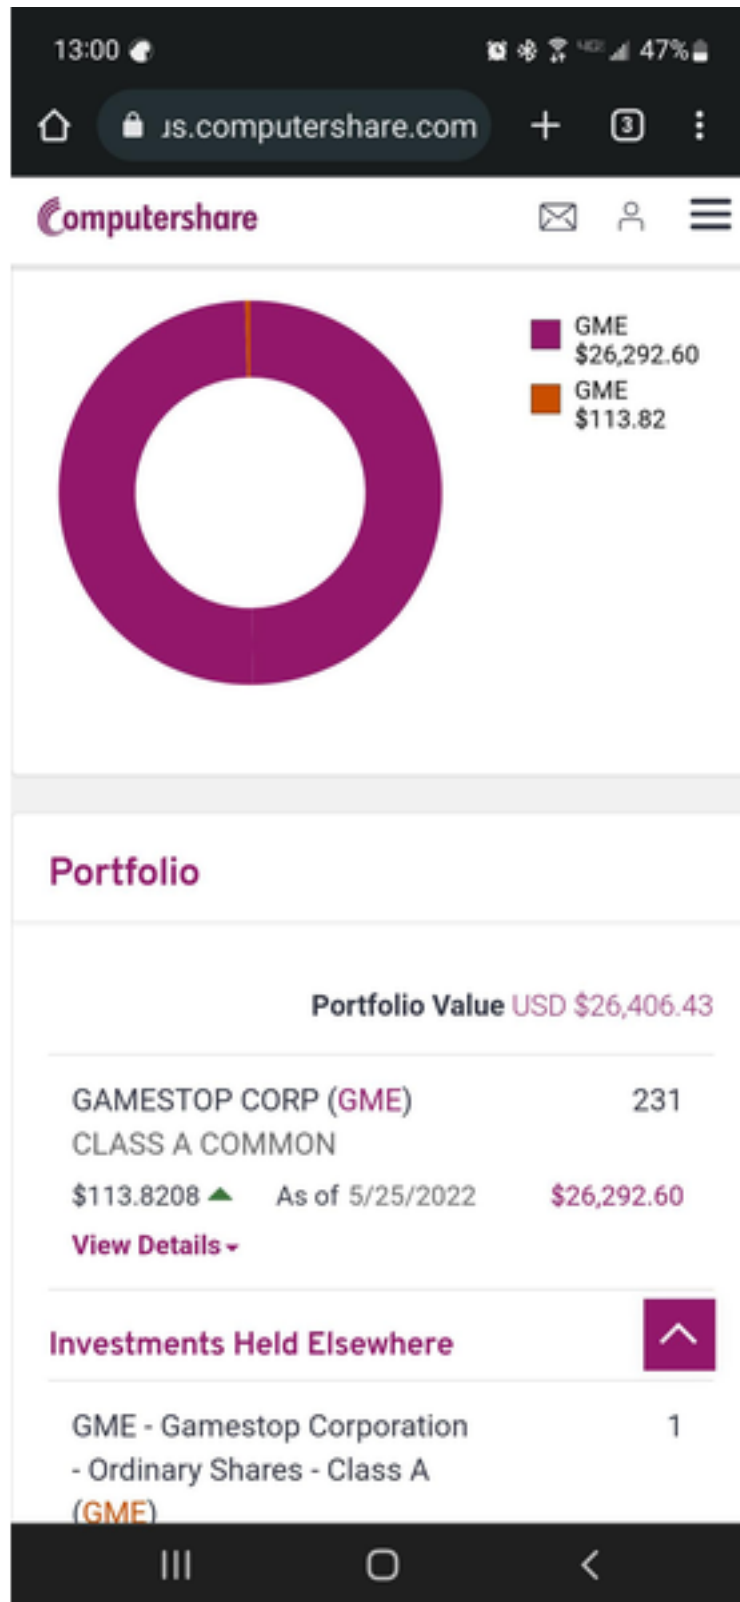 13:00 47%
us.computershare.com 3
Computershare
GME
$26,292.60
GME
$113.82
Portfolio
Portfolio Value USD $26,406.43
GAMESTOP CORP (GME) 231
CLASS A COMMON
$113.8208 As of 5/25/2022 $26,292.60
View Details
Investments Held Elsewhere
GME - Gamestop Corporation 1
- Ordinary Shares - Class A
(GME)